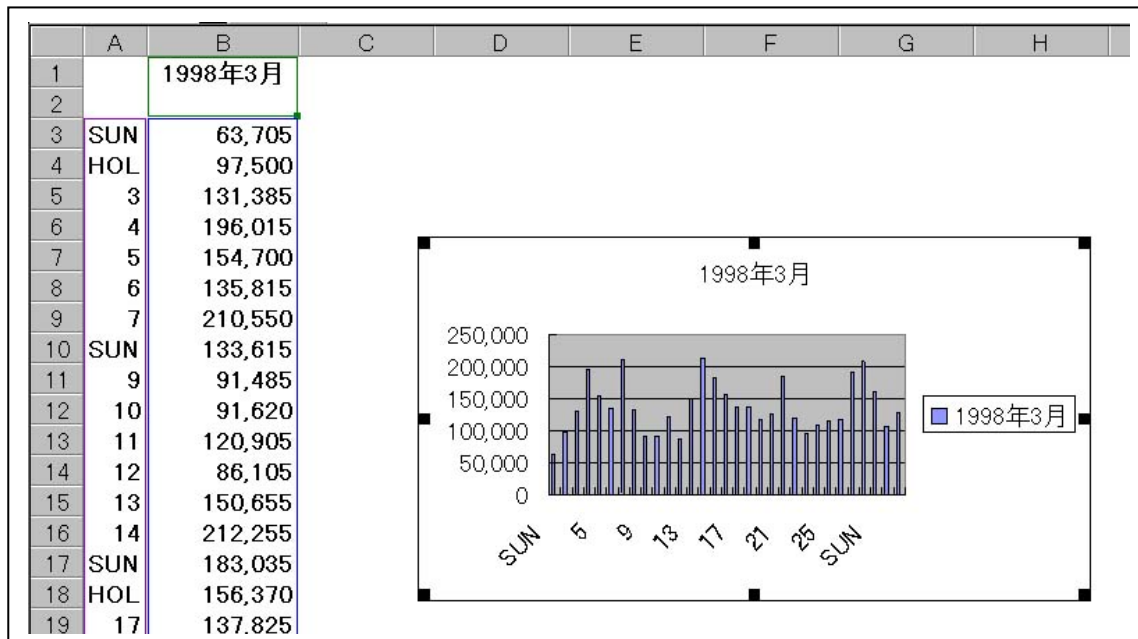 A B C D E F G H
1 1998年3月
2
3 SUN 63,705
4 HOL 97,500
5 3 131,385
6 4 196,015
7 5 154,700
8 6 135,815
9 7 210,550
10 SUN 133,615
11 9 91,485
12 10 91,620
13 11 120,905
14 12 86,105
15 13 150,655
16 14 212,255
17 SUN 183,035
18 HOL 156,370
19 17 137,825
1998年3月
250,000
200,000
150,000
100,000
50,000
0
SUN 5 9 13 17 21 25 SUN
1998年3月